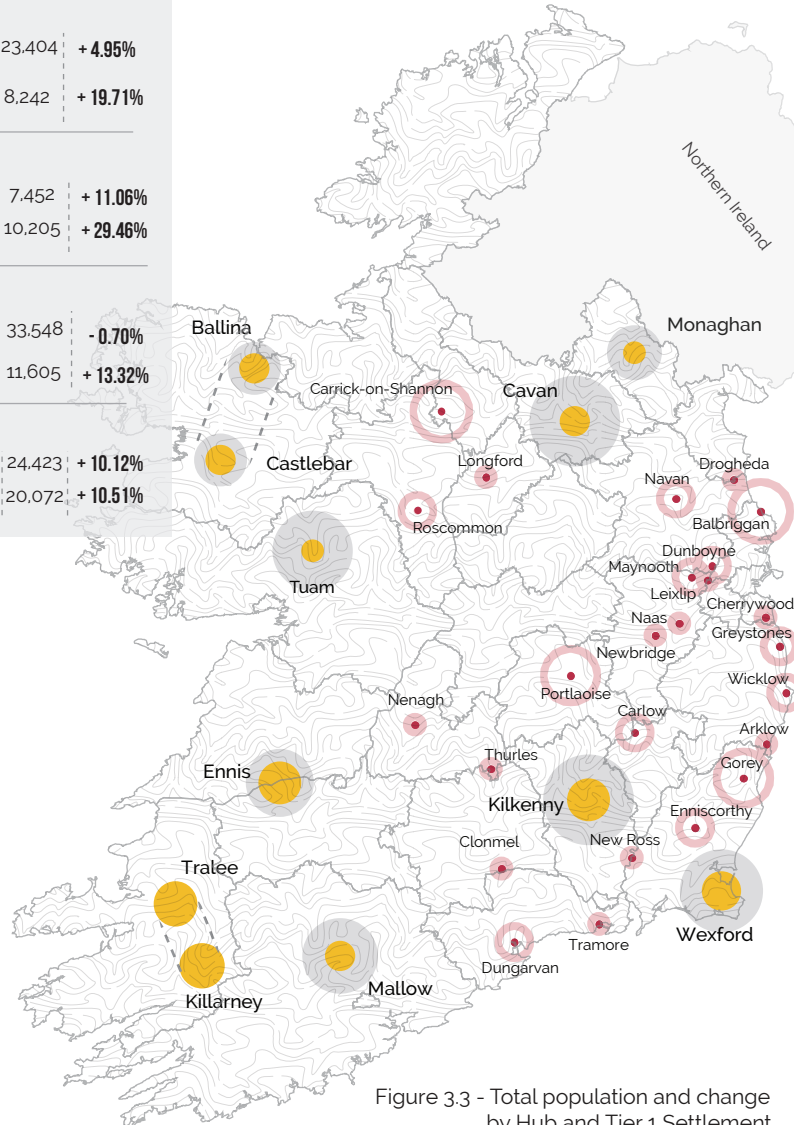 23,404 + 4.95%
8,242 + 19.71%
7,452 + 11.06%
10,205 + 29.46%
33,548 - 0.70%
11,605 + 13.32%
24,423 + 10.12%
20,072 + 10.51%
Northern Ireland
Ballina
Monaghan
Carrick-on-Shannon
Cavan
Castlebar
Longford
Drogheda
Navan
Roscommon
Balbriggan
Dunboyne
Maynooth
Tuam
Leixlip
Cherrywood
Naas
Greystones
Newbridge
Wicklow
Portlaoise
Nenagh
Carlow
Arklow
Thurles
Gorey
Ennis
Kilkenny
Enniscorthy
Clonmel
New Ross
Tralee
Wexford
Tramore
Dungarvan
Mallow
Killarney
Figure 3.3 - Total population and change
by Hub and Tier 1 Settlement